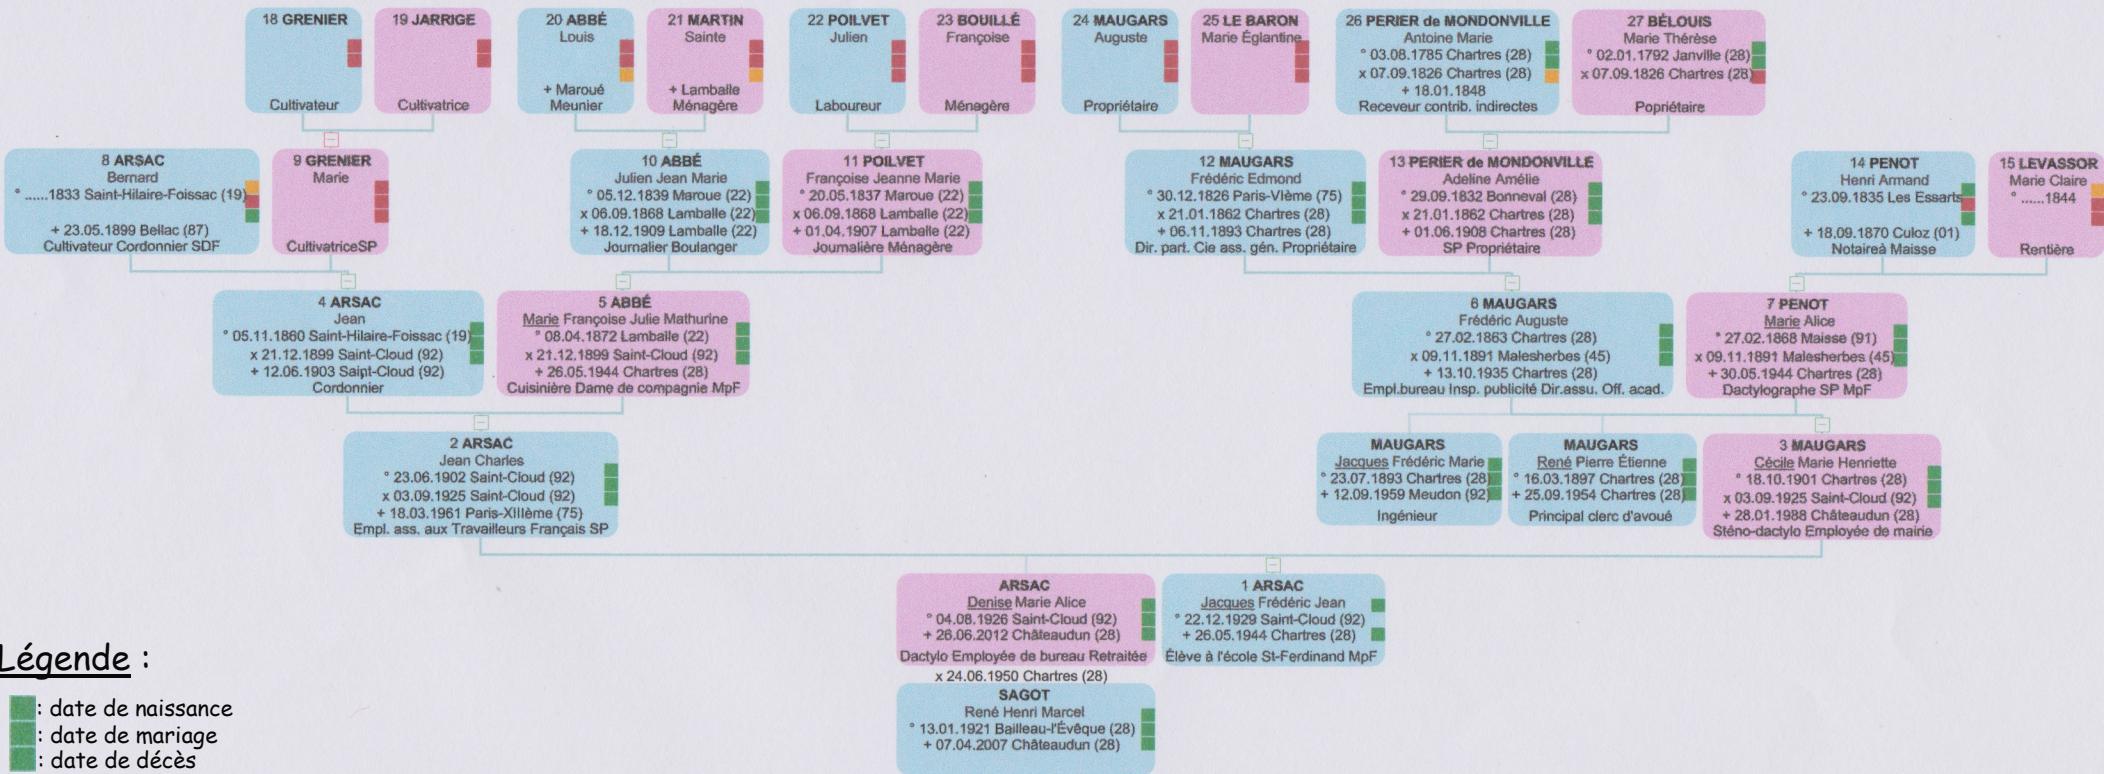 18 GRENIER
Cultivateur
19 JARRIGE
Cultivatrice
20 ABBÉ
Louis
+ Maroué
Meunier
21 MARTIN
Sainte
+ Lamballe
Ménagère
22 POILVET
Julien
Laboureur
23 BOUILLÉ
Françoise
Ménagère
24 MAUGARS
Auguste
Propriétaire
25 LE BARON
Marie Églantine
26 PERIER de MONDONVILLE
Antoine Marie
° 03.08.1785 Chartres (28)
x 07.09.1826 Chartres (28)
+ 18.01.1848
Receveur contrib. indirectes
27 BÉLOUIS
Marie Thérèse
° 02.01.1792 Janville (28)
x 07.09.1826 Chartres (28)
Popriétaire
8 ARSAC
Bernard
° ......1833 Saint-Hilaire-Foissac (19)
+ 23.05.1899 Bellac (87)
Cultivateur Cordonnier SDF
9 GRENIER
Marie
CultivatriceSP
10 ABBÉ
Julien Jean Marie
° 05.12.1839 Maroue (22)
x 06.09.1868 Lamballe (22)
+ 18.12.1909 Lamballe (22)
Journalier Boulanger
11 POILVET
Françoise Jeanne Marie
° 20.05.1837 Maroue (22)
x 06.09.1868 Lamballe (22)
+ 01.04.1907 Lamballe (22)
Journalière Ménagère
12 MAUGARS
Frédéric Edmond
° 30.12.1826 Paris-VIème (75)
x 21.01.1862 Chartres (28)
+ 06.11.1893 Chartres (28)
Dir. part. Cie ass. gén. Propriétaire
13 PERIER de MONDONVILLE
Adeline Amélie
° 29.09.1832 Bonneval (28)
x 21.01.1862 Chartres (28)
+ 01.06.1908 Chartres (28)
SP Propriétaire
14 PENOT
Henri Armand
° 23.09.1835 Les Essarts
+ 18.09.1870 Culoz (01)
Notaireà Maisse
15 LEVASSOR
Marie Claire
° ......1844
Rentière
4 ARSAC
Jean
° 05.11.1860 Saint-Hilaire-Foissac (19)
x 21.12.1899 Saint-Cloud (92)
+ 12.06.1903 Saint-Cloud (92)
Cordonnier
5 ABBÉ
Marie Françoise Julie Mathurine
° 08.04.1872 Lamballe (22)
x 21.12.1899 Saint-Cloud (92)
+ 26.05.1944 Chartres (28)
Cuisinière Dame de compagnie MpF
6 MAUGARS
Frédéric Auguste
° 27.02.1863 Chartres (28)
x 09.11.1891 Malesherbes (45)
+ 13.10.1935 Chartres (28)
Empl.bureau Insp. publicité Dir.assu. Off. acad.
7 PENOT
Marie Alice
° 27.02.1868 Maisse (91)
x 09.11.1891 Malesherbes (45)
+ 30.05.1944 Chartres (28)
Dactylographe SP MpF
2 ARSAC
Jean Charles
° 23.06.1902 Saint-Cloud (92)
x 03.09.1925 Saint-Cloud (92)
+ 18.03.1961 Paris-XIIIème (75)
Empl. ass. aux Travailleurs Français SP
MAUGARS
Jacques Frédéric Marie
° 23.07.1893 Chartres (28)
+ 12.09.1959 Meudon (92)
Ingénieur
MAUGARS
René Pierre Étienne
° 16.03.1897 Chartres (28)
+ 25.09.1954 Chartres (28)
Principal clerc d'avoué
3 MAUGARS
Cécile Marie Henriette
° 18.10.1901 Chartres (28)
x 03.09.1925 Saint-Cloud (92)
+ 28.01.1988 Châteaudun (28)
Sténo-dactylo Employée de mairie
ARSAC
Denise Marie Alice
° 04.08.1926 Saint-Cloud (92)
+ 26.06.2012 Châteaudun (28)
Dactylo Employée de bureau Retraitée
x 24.06.1950 Chartres (28)
SAGOT
René Henri Marcel
° 13.01.1921 Bailleau-l'Évêque (28)
+ 07.04.2007 Châteaudun (28)
1 ARSAC
Jacques Frédéric Jean
° 22.12.1929 Saint-Cloud (92)
+ 26.05.1944 Chartres (28)
Élève à l'école St-Ferdinand MpF
Légende :
: date de naissance
: date de mariage
: date de décès